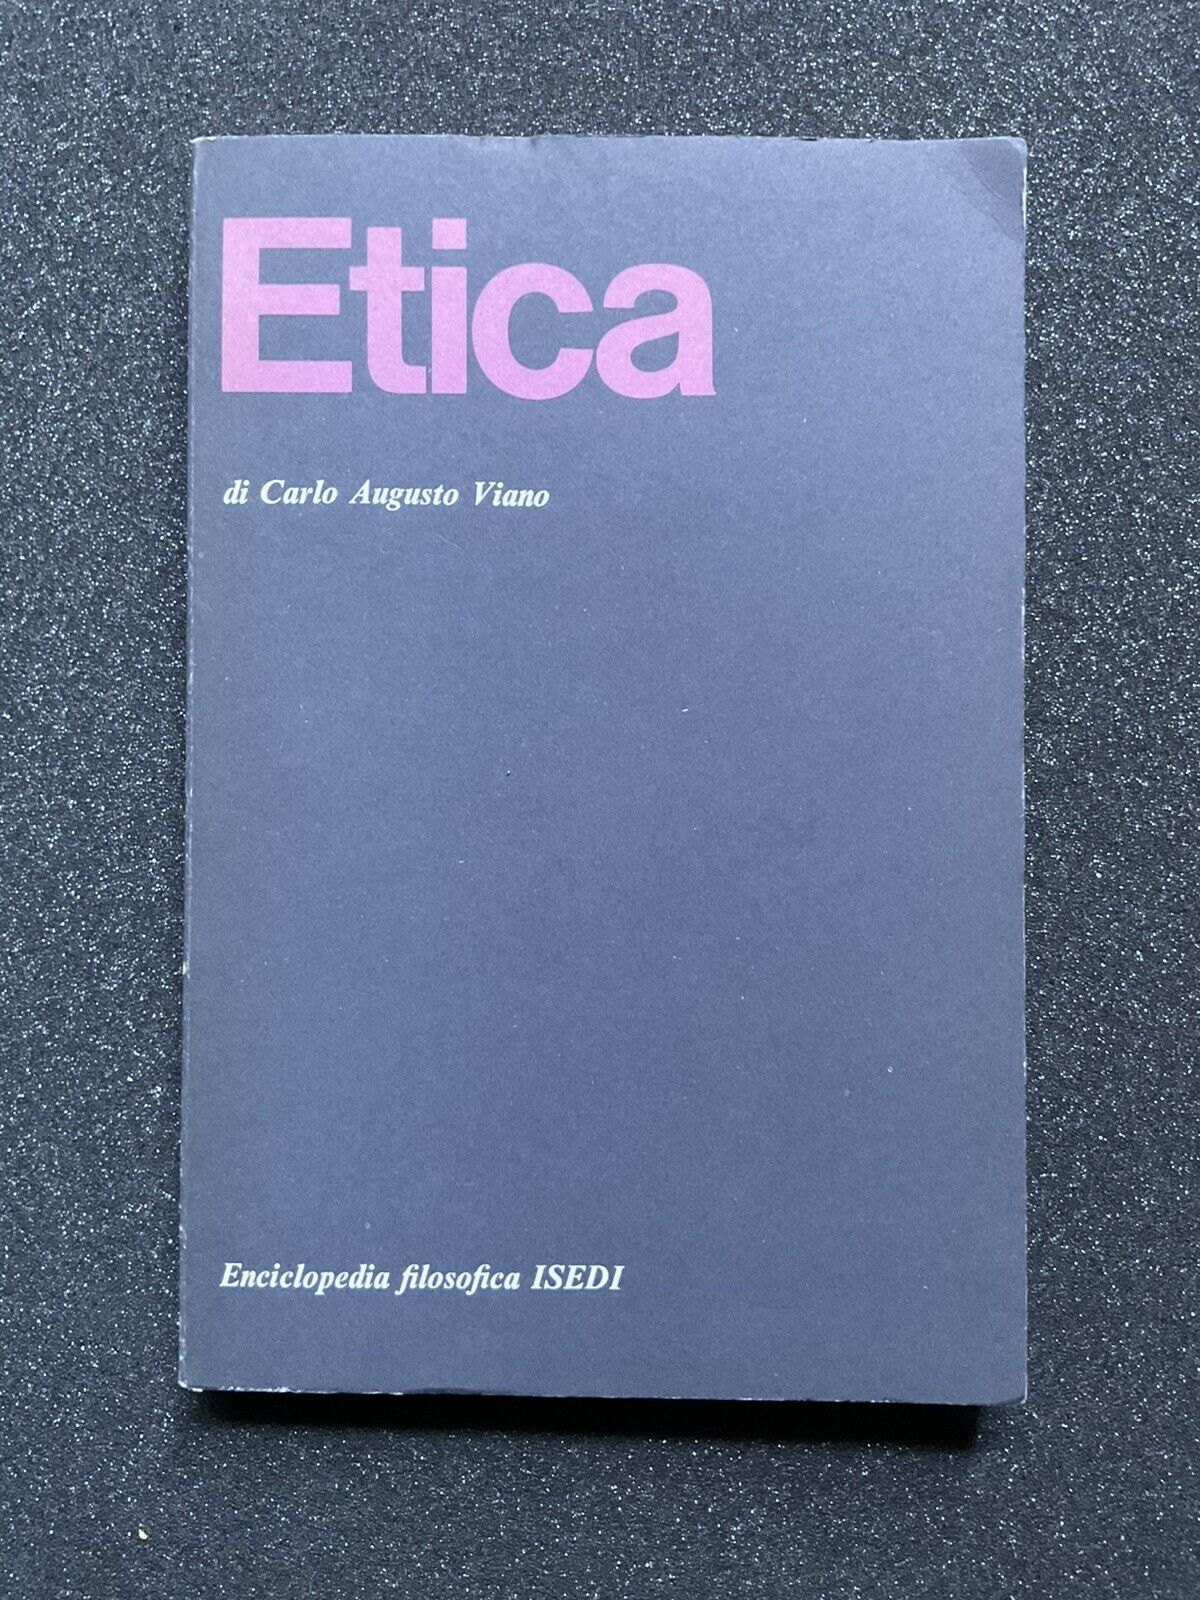 Etica
di Carlo Augusto Viano
Enciclopedia filosofica ISEDI